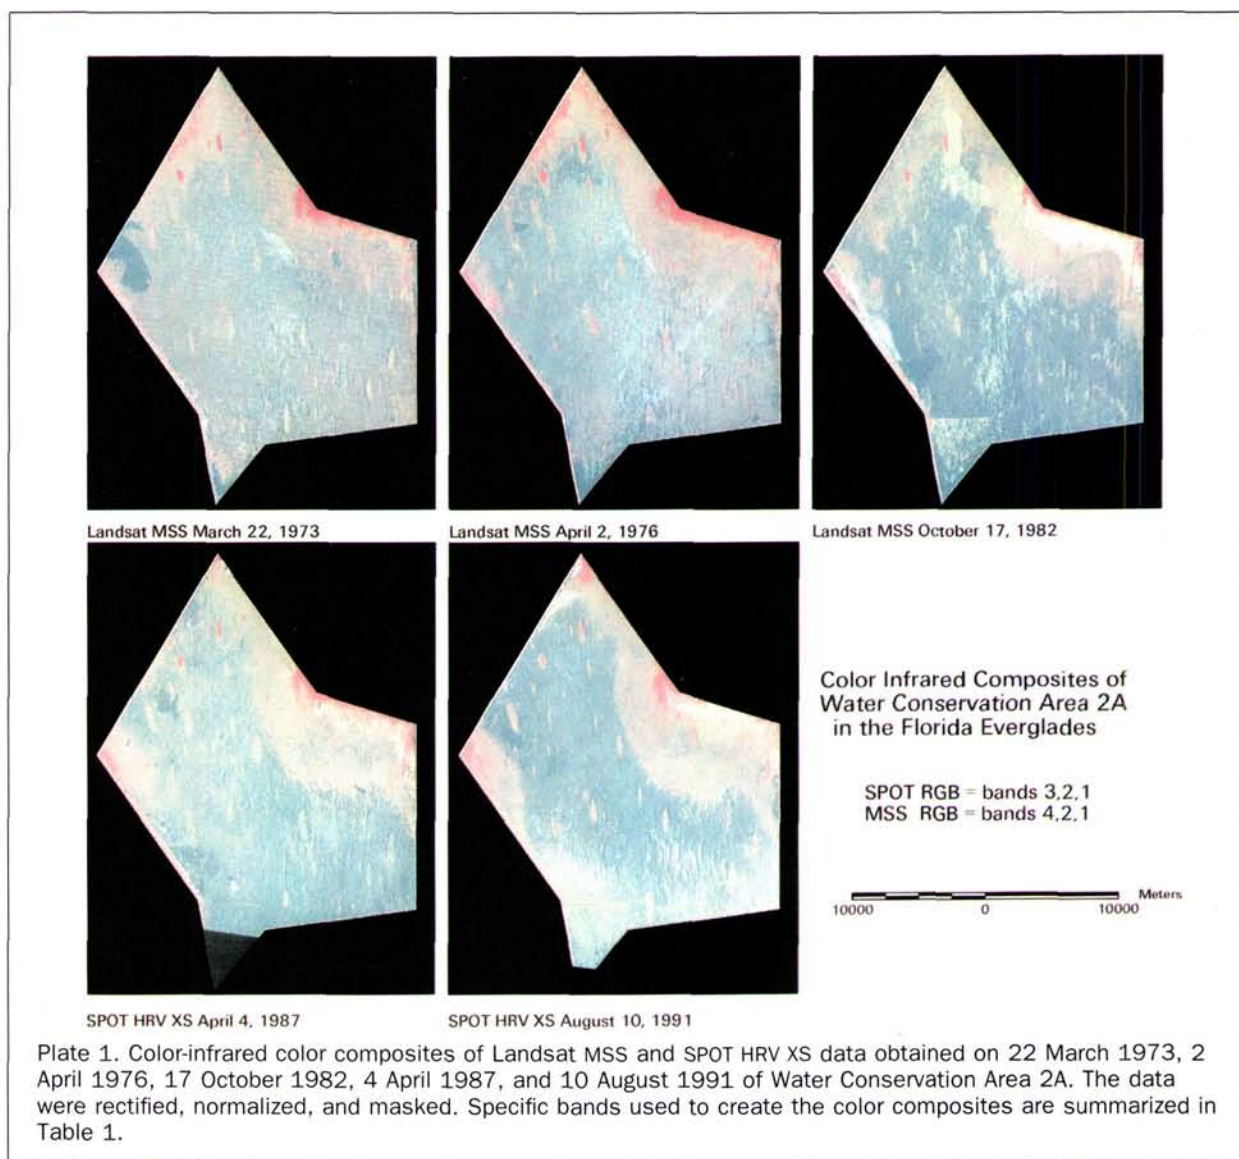 Landsat MSS March 22, 1973
Landsat MSS April 2, 1976
Landsat MSS October 17, 1982
SPOT HRV XS April 4, 1987
SPOT HRV XS August 10, 1991
Color Infrared Composites of
Water Conservation Area 2A
in the Florida Everglades
SPOT RGB = bands 3,2,1
MSS RGB = bands 4,2,1
Meters
10000 0 10000
Plate 1. Color-infrared color composites of Landsat MSS and SPOT HRV XS data obtained on 22 March 1973, 2
April 1976, 17 October 1982, 4 April 1987, and 10 August 1991 of Water Conservation Area 2A. The data
were rectified, normalized, and masked. Specific bands used to create the color composites are summarized in
Table 1.